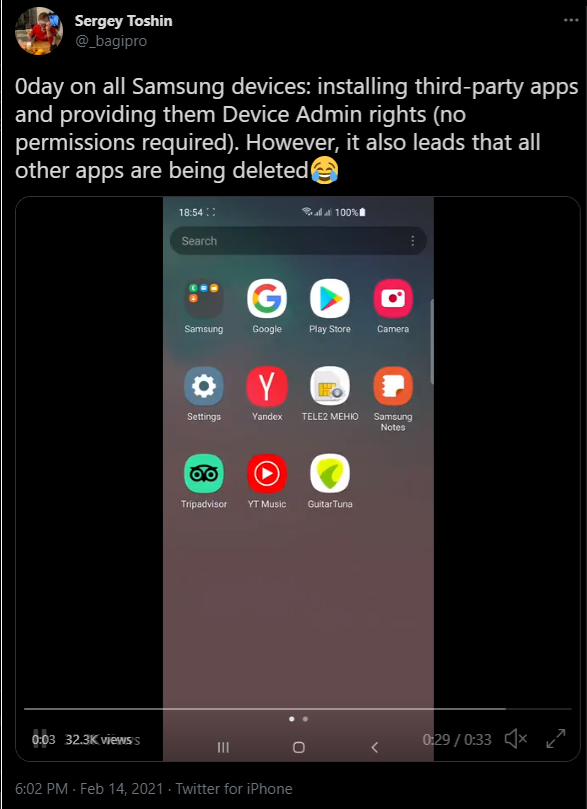 Sergey Toshin
@_bagipro
0day on all Samsung devices: installing third-party apps
and providing them Device Admin rights (no
permissions required). However, it also leads that all
other apps are being deleted😂
18:54 100%
Search
Samsung Google Play Store Camera
Settings Yandex TELE2 МЕНЮ Samsung
Notes
Tripadvisor YT Music GuitarTuna
0:03 32.3K views 0:29 / 0:33
6:02 PM · Feb 14, 2021 · Twitter for iPhone